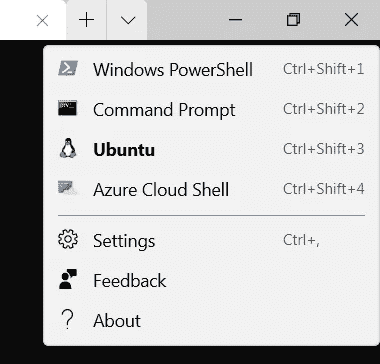 Windows PowerShell Ctrl+Shift+1
Command Prompt Ctrl+Shift+2
Ubuntu Ctrl+Shift+3
Azure Cloud Shell Ctrl+Shift+4
Settings Ctrl+,
Feedback
About